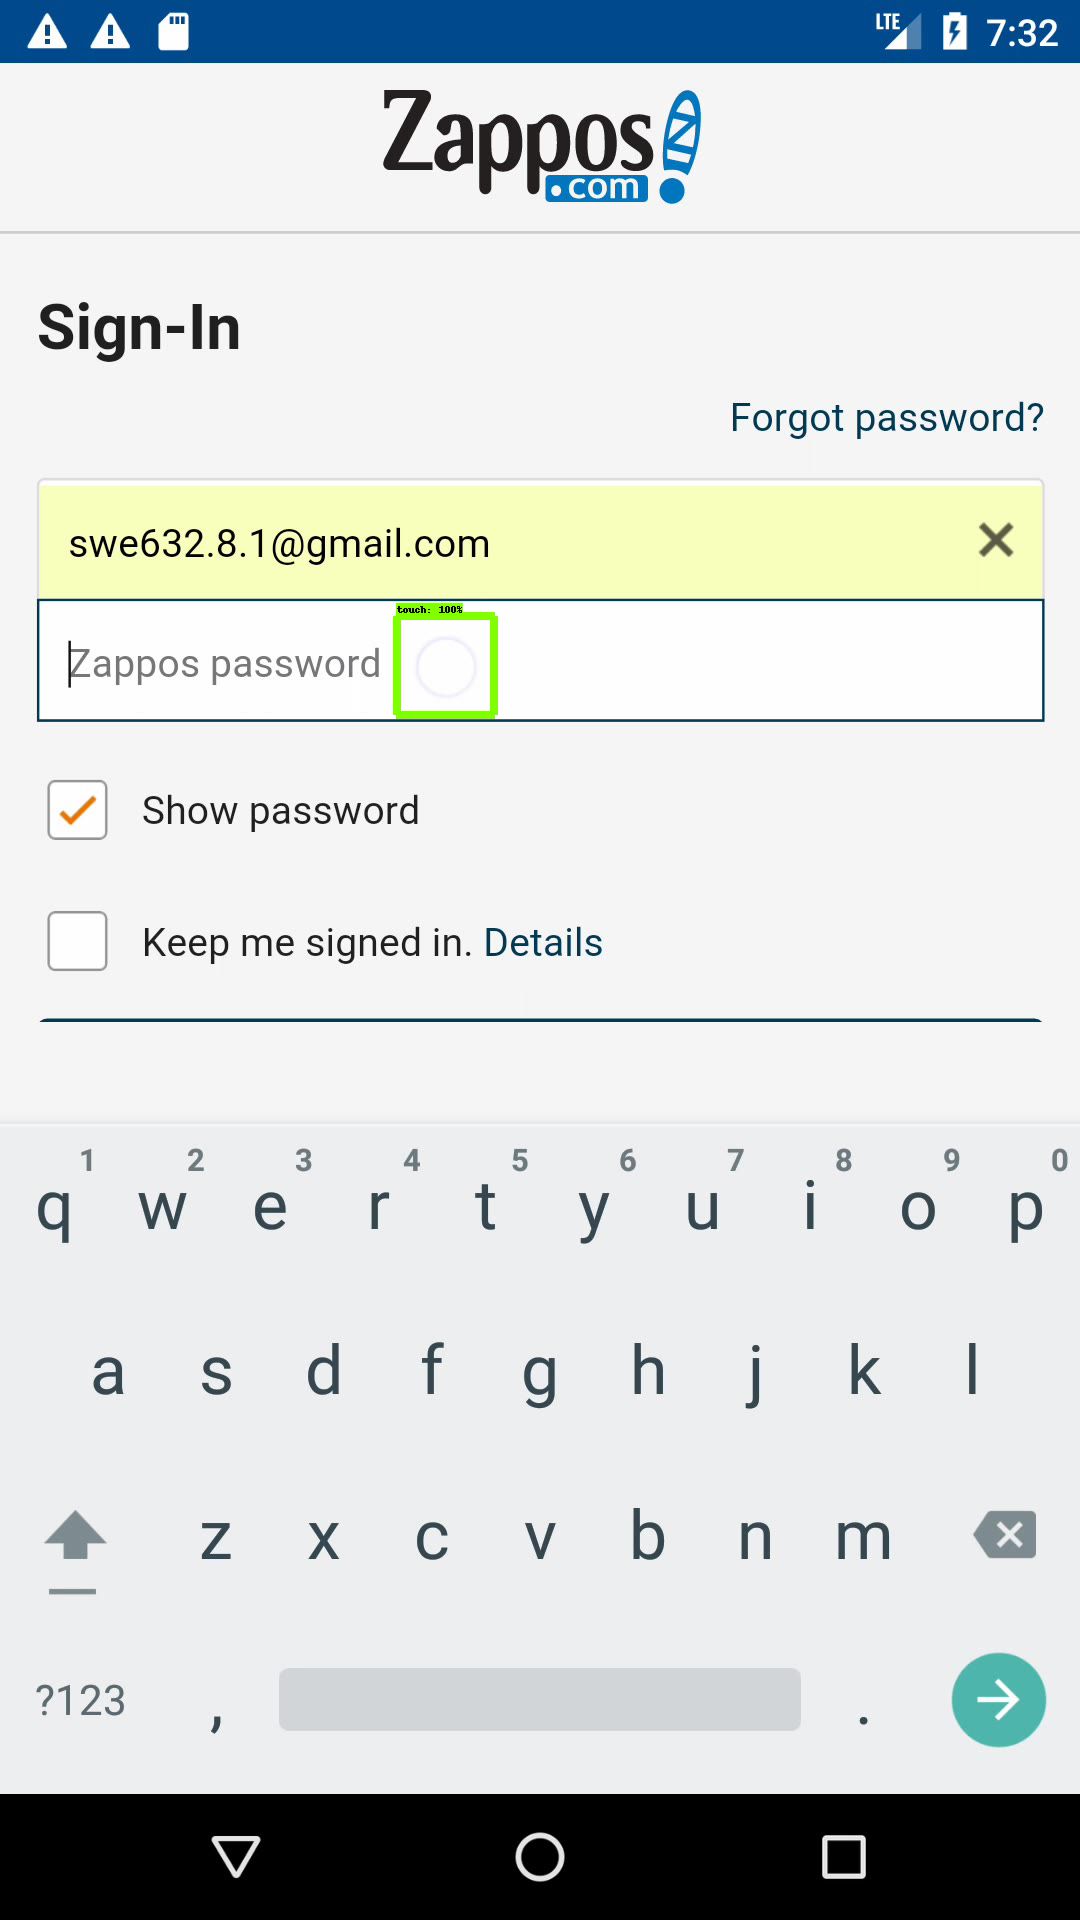 LTE 7:32
Zappos
.com
Sign-In
Forgot password?
swe632.8.1@gmail.com
touch: 100%
Zappos password
Show password
Keep me signed in. Details
1 2 3 4 5 6 7 8 9 0
q w e r t y u i o p
a s d f g h j k l
z x c v b n m
?123 , .